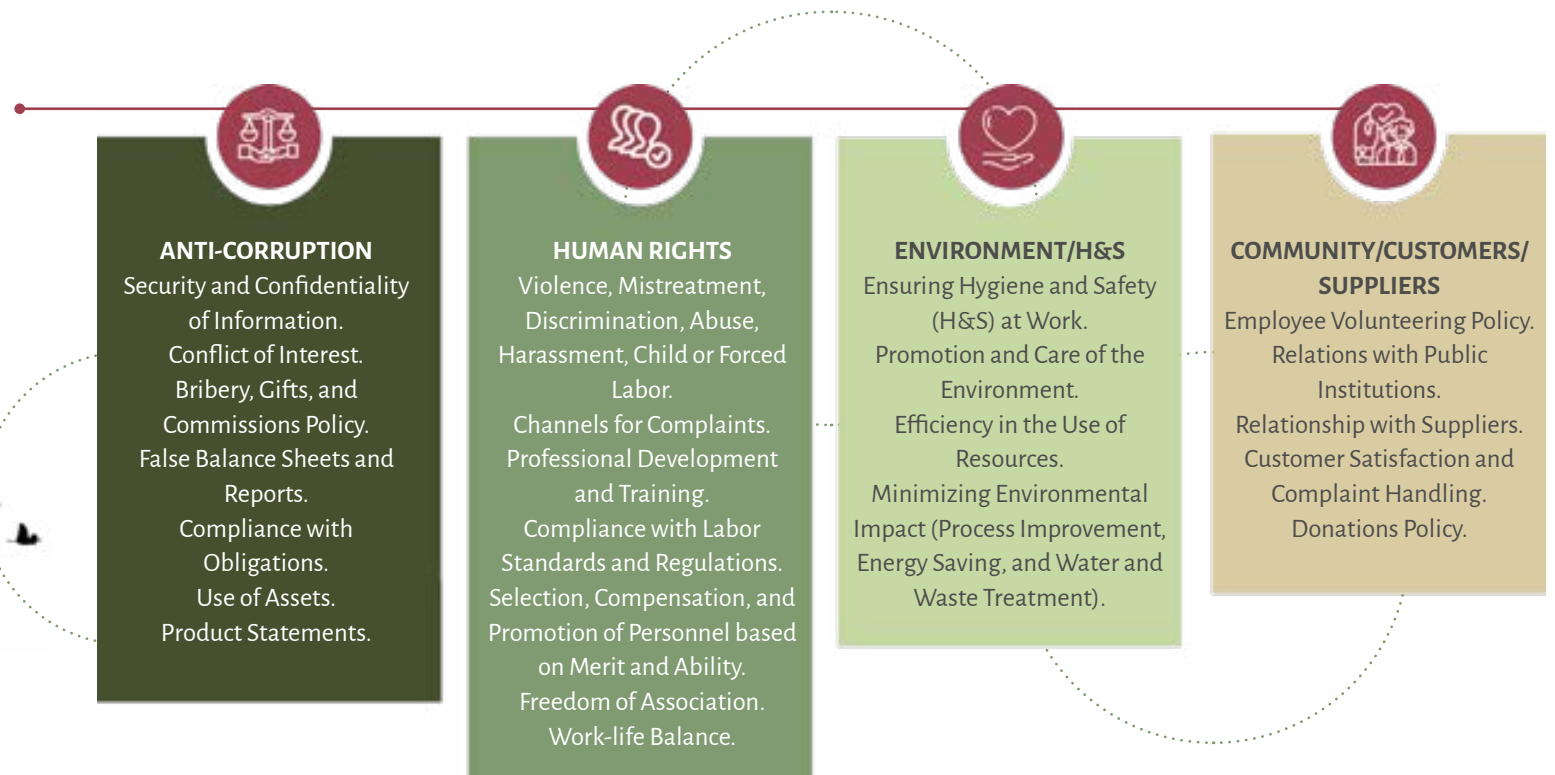 ANTI-CORRUPTION
Security and Confidentiality
of Information.
Conflict of Interest.
Bribery, Gifts, and
Commissions Policy.
False Balance Sheets and
Reports.
Compliance with
Obligations.
Use of Assets.
Product Statements.
HUMAN RIGHTS
Violence, Mistreatment,
Discrimination, Abuse,
Harassment, Child or Forced
Labor.
Channels for Complaints.
Professional Development
and Training.
Compliance with Labor
Standards and Regulations.
Selection, Compensation, and
Promotion of Personnel based
on Merit and Ability.
Freedom of Association.
Work-life Balance.
ENVIRONMENT/H&S
Ensuring Hygiene and Safety
(H&S) at Work.
Promotion and Care of the
Environment.
Efficiency in the Use of
Resources.
Minimizing Environmental
Impact (Process Improvement,
Energy Saving, and Water and
Waste Treatment).
COMMUNITY/CUSTOMERS/
SUPPLIERS
Employee Volunteering Policy.
Relations with Public
Institutions.
Relationship with Suppliers.
Customer Satisfaction and
Complaint Handling.
Donations Policy.